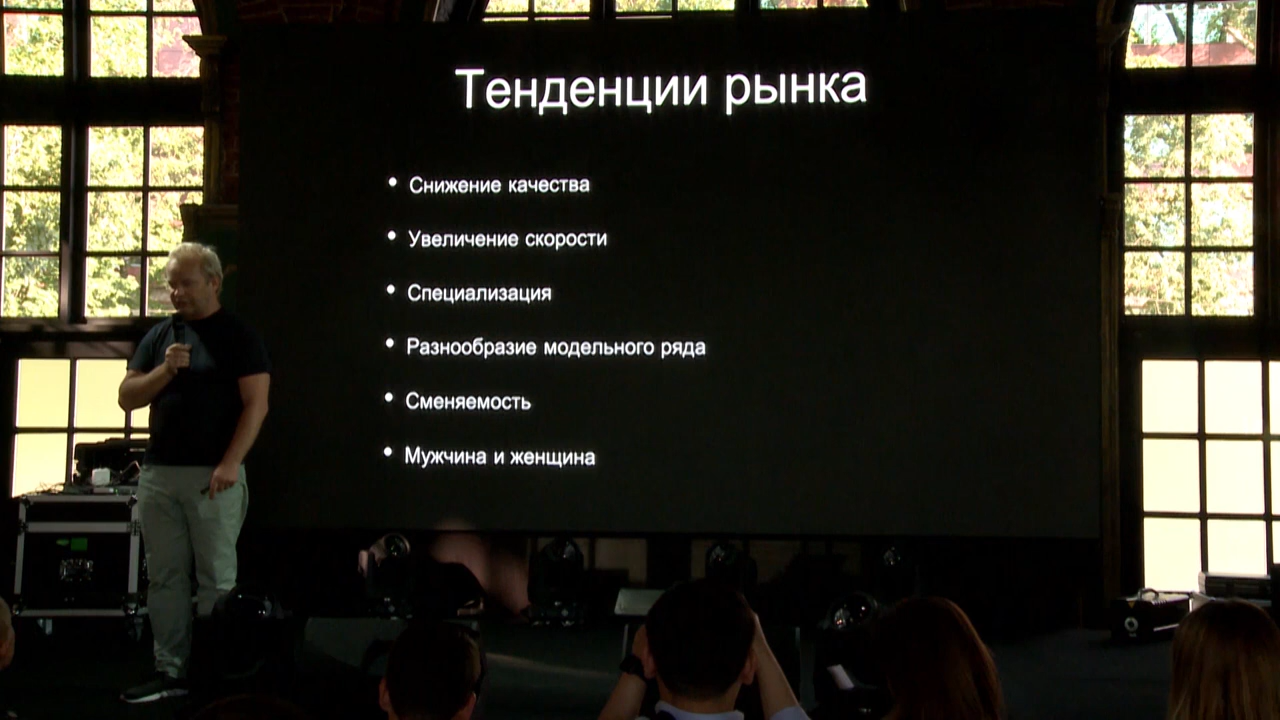 Тенденции рынка
• Снижение качества
• Увеличение скорости
• Специализация
• Разнообразие модельного ряда
• Сменяемость
• Мужчина и женщина